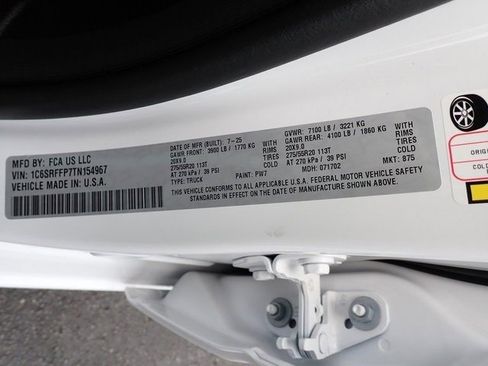 MFD BY: FCA US LLC
VIN: 1C6SRFFP7TN154967
VEHICLE MADE IN: U.S.A.
DATE OF MFR (BUILT): 7-25
GAWR FRONT: 3900 LB / 1770 KG
20X9.0
275/55R20 113T
AT 270 kPa / 39 PSI
TYPE: TRUCK
WITH
RIMS
TIRES
COLD
PAINT: PW7
GVWR: 7100 LB / 3221 KG
GAWR REAR: 4100 LB / 1860 KG
20X9.0
275/55R20 113T
AT 270 kPa / 39 PSI
MDH: 071702
WITH
RIMS
TIRES
COLD
MKT: 875
THIS VEHICLE CONFORMS TO ALL APPLICABLE U.S.A. FEDERAL MOTOR VEHICLE SAFETY
STANDARDS IN EFFECT ON THE DATE OF MANUFACTURE SHOWN ABOVE